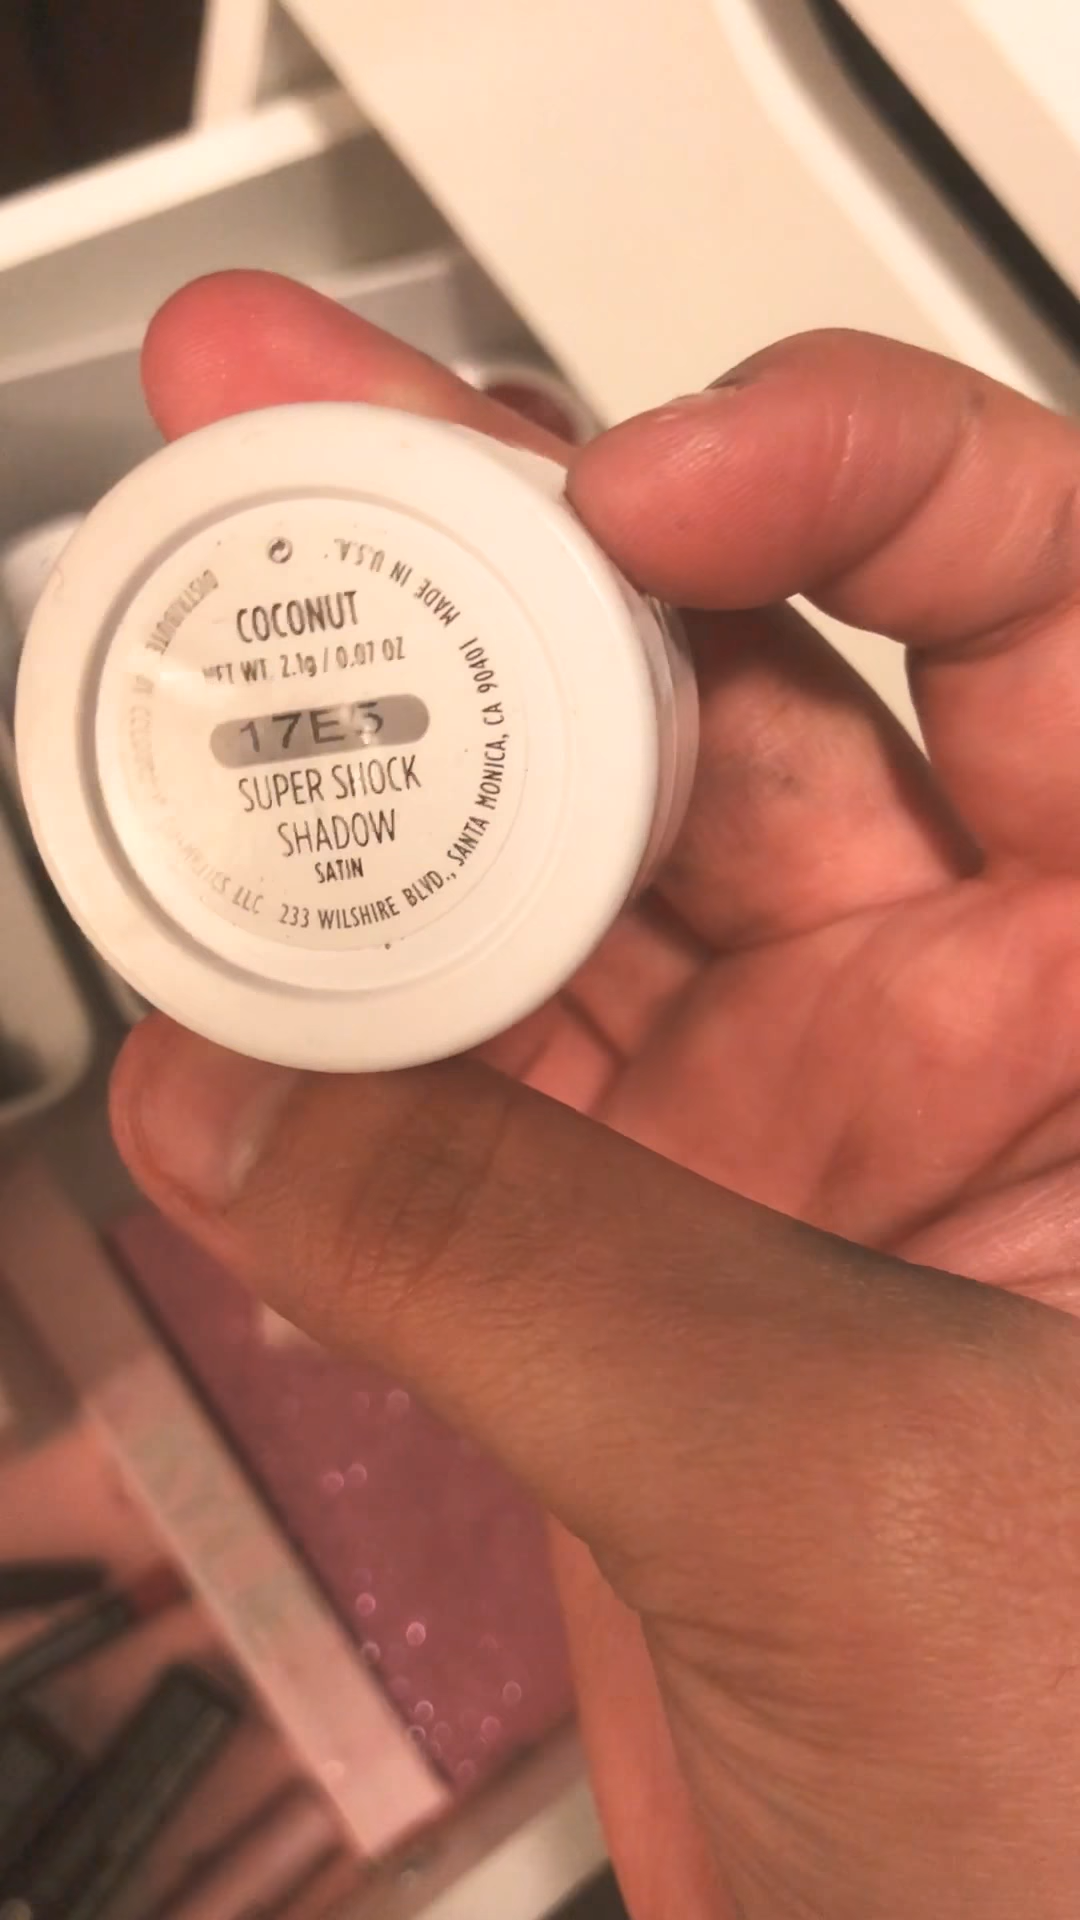 COCONUT
NET WT. 2.1g / 0.07 OZ
17E5
SUPER SHOCK
SHADOW
SATIN
LLC 233 WILSHIRE BLVD., SANTA MONICA, CA 90401 MADE IN U.S.A.